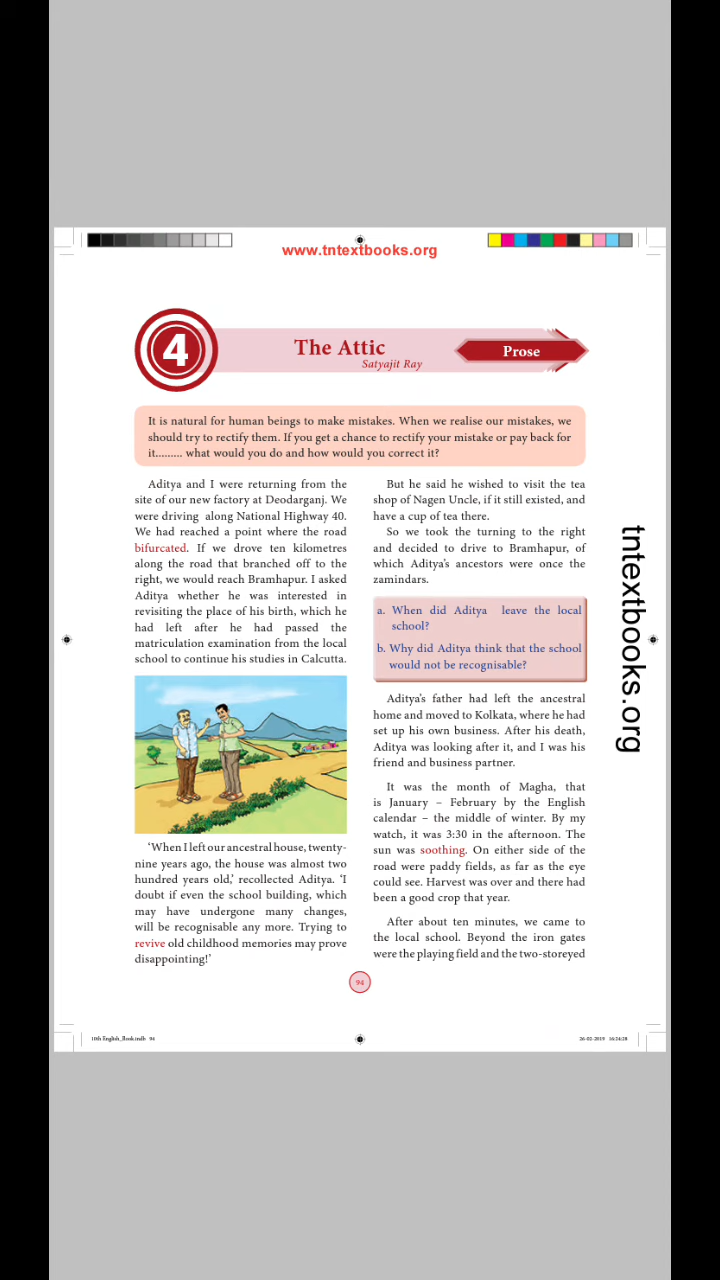 www.tntextbooks.org
4
The Attic
Satyajit Ray
Prose
It is natural for human beings to make mistakes. When we realise our mistakes, we
should try to rectify them. If you get a chance to rectify your mistake or pay back for
it......... what would you do and how would you correct it?
Aditya and I were returning from the
site of our new factory at Deodarganj. We
were driving along National Highway 40.
We had reached a point where the road
bifurcated. If we drove ten kilometres
along the road that branched off to the
right, we would reach Bramhapur. I asked
Aditya whether he was interested in
revisiting the place of his birth, which he
had left after he had passed the
matriculation examination from the local
school to continue his studies in Calcutta.
‘When I left our ancestral house, twenty-
nine years ago, the house was almost two
hundred years old,’ recollected Aditya. ‘I
doubt if even the school building, which
may have undergone many changes,
will be recognisable any more. Trying to
revive old childhood memories may prove
disappointing!’
But he said he wished to visit the tea
shop of Nagen Uncle, if it still existed, and
have a cup of tea there.
So we took the turning to the right
and decided to drive to Bramhapur, of
which Aditya’s ancestors were once the
zamindars.
a. When did Aditya leave the local
school?
b. Why did Aditya think that the school
would not be recognisable?
Aditya’s father had left the ancestral
home and moved to Kolkata, where he had
set up his own business. After his death,
Aditya was looking after it, and I was his
friend and business partner.
It was the month of Magha, that
is January – February by the English
calendar – the middle of winter. By my
watch, it was 3:30 in the afternoon. The
sun was soothing. On either side of the
road were paddy fields, as far as the eye
could see. Harvest was over and there had
been a good crop that year.
After about ten minutes, we came to
the local school. Beyond the iron gates
were the playing field and the two-storeyed
94
tntextbooks.org
10th English_Book.indb 94
26-02-2019 16:24:28